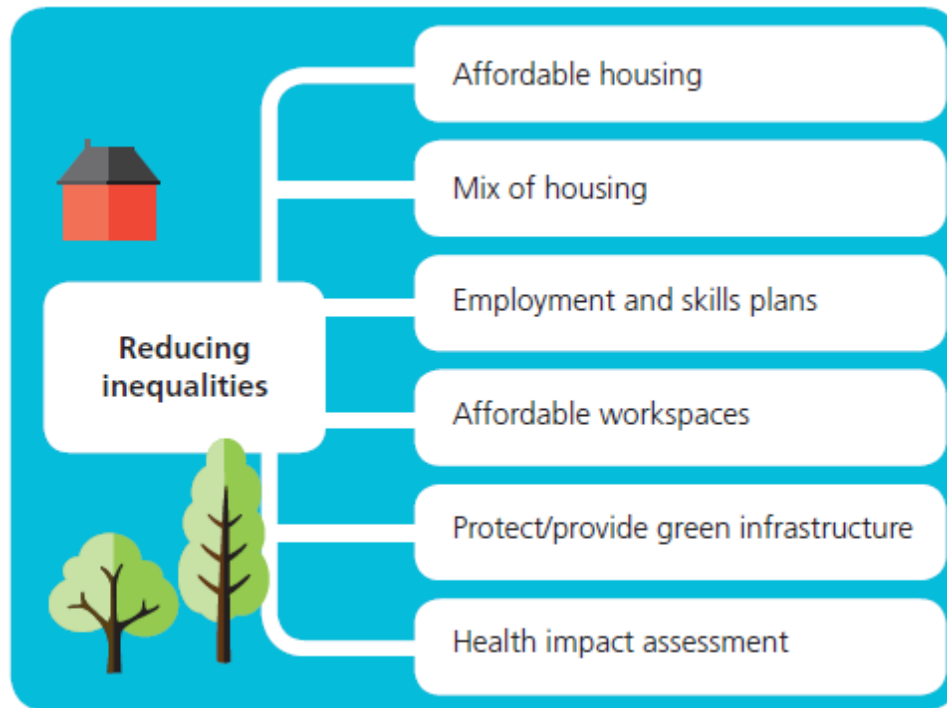 Affordable housing
Mix of housing
Employment and skills plans
Reducing
inequalities
Affordable workspaces
Protect/provide green infrastructure
Health impact assessment